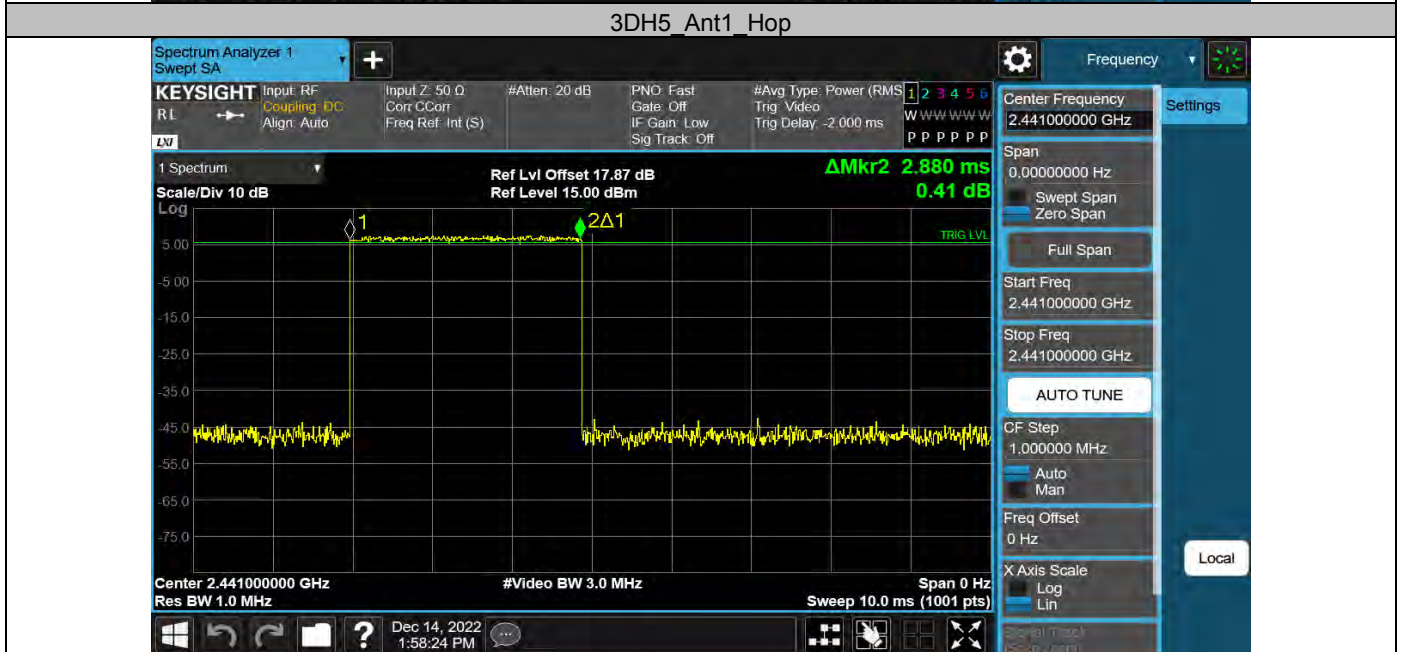 3DH5_Ant1_Hop
Spectrum Analyzer 1
Swept SA
Frequency
KEYSIGHT
RL
LXI
Input: RF
Coupling: DC
Align: Auto
Input Z: 50 Ω
Corr CCorr
Freq Ref: Int (S)
#Atten: 20 dB
PNO: Fast
Gate: Off
IF Gain: Low
Sig Track: Off
#Avg Type: Power (RMS
Trig: Video
Trig Delay: -2.000 ms
1 2 3 4 5 6
W W W W W W
P P P P P P
1 Spectrum
Scale/Div 10 dB
Ref Lvl Offset 17.87 dB
Ref Level 15.00 dBm
ΔMkr2 2.880 ms
0.41 dB
Log
1
2Δ1
TRIG LVL
5.00
-5.00
-15.0
-25.0
-35.0
-45.0
-55.0
-65.0
-75.0
Center 2.441000000 GHz
Res BW 1.0 MHz
#Video BW 3.0 MHz
Span 0 Hz
Sweep 10.0 ms (1001 pts)
Center Frequency
2.441000000 GHz
Settings
Span
0.00000000 Hz
Swept Span
Zero Span
Full Span
Start Freq
2.441000000 GHz
Stop Freq
2.441000000 GHz
AUTO TUNE
CF Step
1.000000 MHz
Auto
Man
Freq Offset
0 Hz
X Axis Scale
Log
Lin
Local
Signal Track
?
Dec 14, 2022
1:58:24 PM